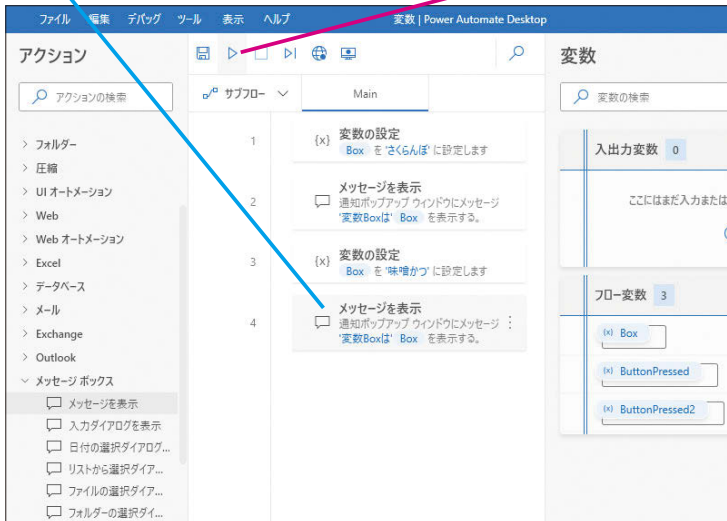 ファイル 編集 デバッグ ツール 表示 ヘルプ 変数 | Power Automate Desktop
アクション
アクションの検索
フォルダー
圧縮
UI オートメーション
Web
Web オートメーション
Excel
データベース
メール
Exchange
Outlook
メッセージ ボックス
メッセージを表示
入力ダイアログを表示
日付の選択ダイアログ...
リストから選択ダイア...
ファイルの選択ダイア...
フォルダーの選択ダイ...
サブフロー Main
1 {x} 変数の設定
Box を 'さくらんぼ' に設定します
2 メッセージを表示
通知ポップアップ ウィンドウにメッセージ
'変数Boxは' Box を表示する。
3 {x} 変数の設定
Box を '味噌かつ' に設定します
4 メッセージを表示
通知ポップアップ ウィンドウにメッセージ
'変数Boxは' Box を表示する。
変数
変数の検索
入出力変数 0
ここにはまだ入力または
フロー変数 3
(x) Box
(x) ButtonPressed
(x) ButtonPressed2